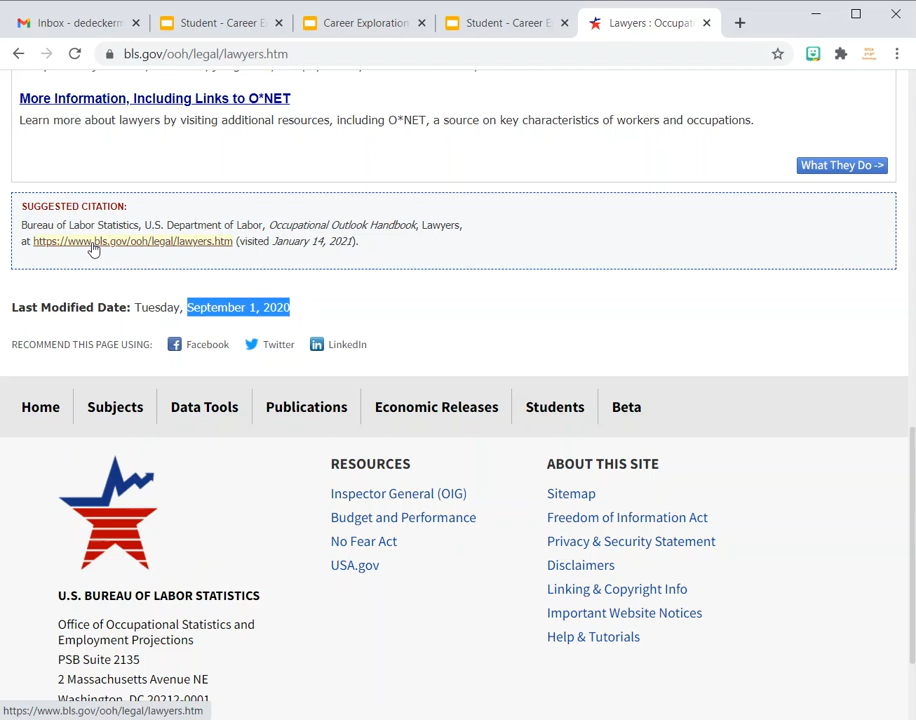 Inbox - dedeckerm
Student - Career E
Career Exploration
Student - Career E
Lawyers : Occupat
bls.gov/ooh/legal/lawyers.htm
More Information, Including Links to O*NET
Learn more about lawyers by visiting additional resources, including O*NET, a source on key characteristics of workers and occupations.
What They Do ->
SUGGESTED CITATION:
Bureau of Labor Statistics, U.S. Department of Labor, Occupational Outlook Handbook, Lawyers,
at https://www.bls.gov/ooh/legal/lawyers.htm (visited January 14, 2021).
Last Modified Date: Tuesday, September 1, 2020
RECOMMEND THIS PAGE USING: Facebook Twitter LinkedIn
Home Subjects Data Tools Publications Economic Releases Students Beta
RESOURCES
Inspector General (OIG)
Budget and Performance
No Fear Act
USA.gov
ABOUT THIS SITE
Sitemap
Freedom of Information Act
Privacy & Security Statement
Disclaimers
Linking & Copyright Info
Important Website Notices
Help & Tutorials
U.S. BUREAU OF LABOR STATISTICS
Office of Occupational Statistics and
Employment Projections
PSB Suite 2135
2 Massachusetts Avenue NE
Washington, DC 20212-0001
https://www.bls.gov/ooh/legal/lawyers.htm